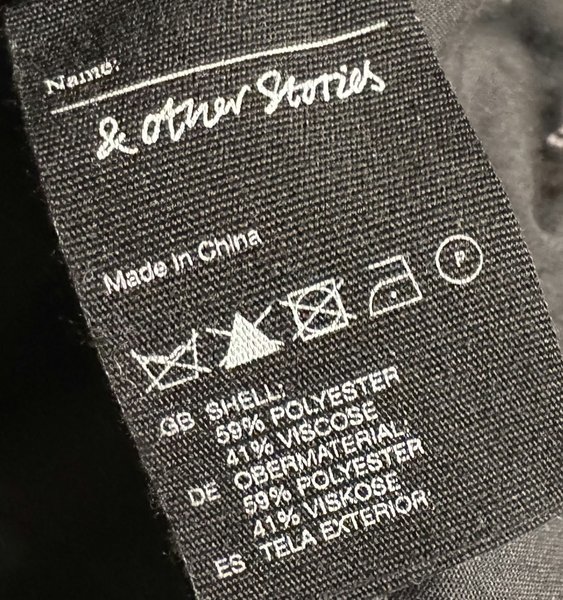 Name:
& Other Stories
Made in China
P
GB SHELL:
59% POLYESTER
41% VISCOSE
DE OBERMATERIAL:
59% POLYESTER
41% VISKOSE
ES TELA EXTERIOR: